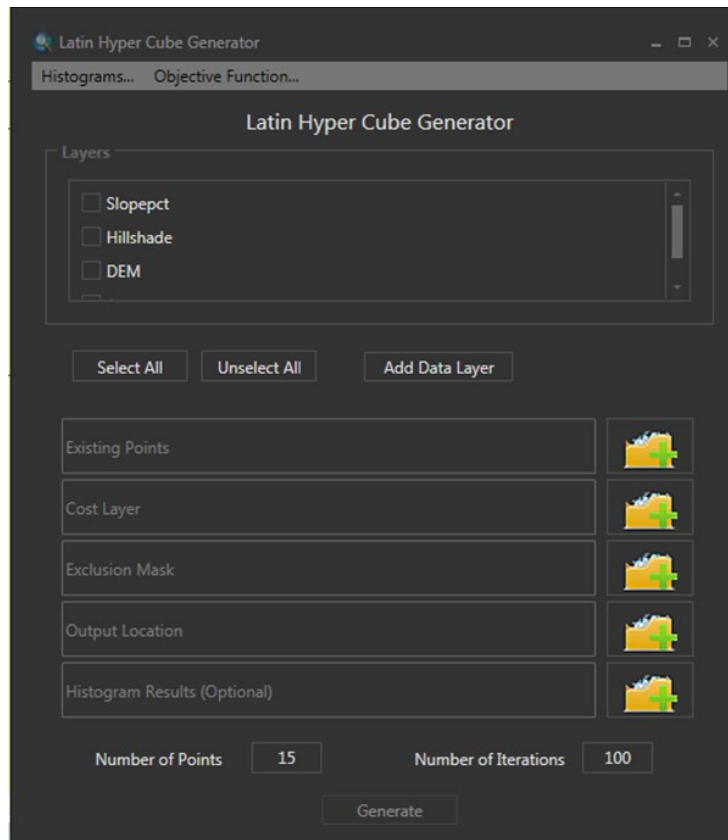 Latin Hyper Cube Generator
Histograms... Objective Function...
Latin Hyper Cube Generator
Layers
Slopepct
Hillshade
DEM
Select All Unselect All Add Data Layer
Existing Points
Cost Layer
Exclusion Mask
Output Location
Histogram Results (Optional)
Number of Points 15 Number of Iterations 100
Generate